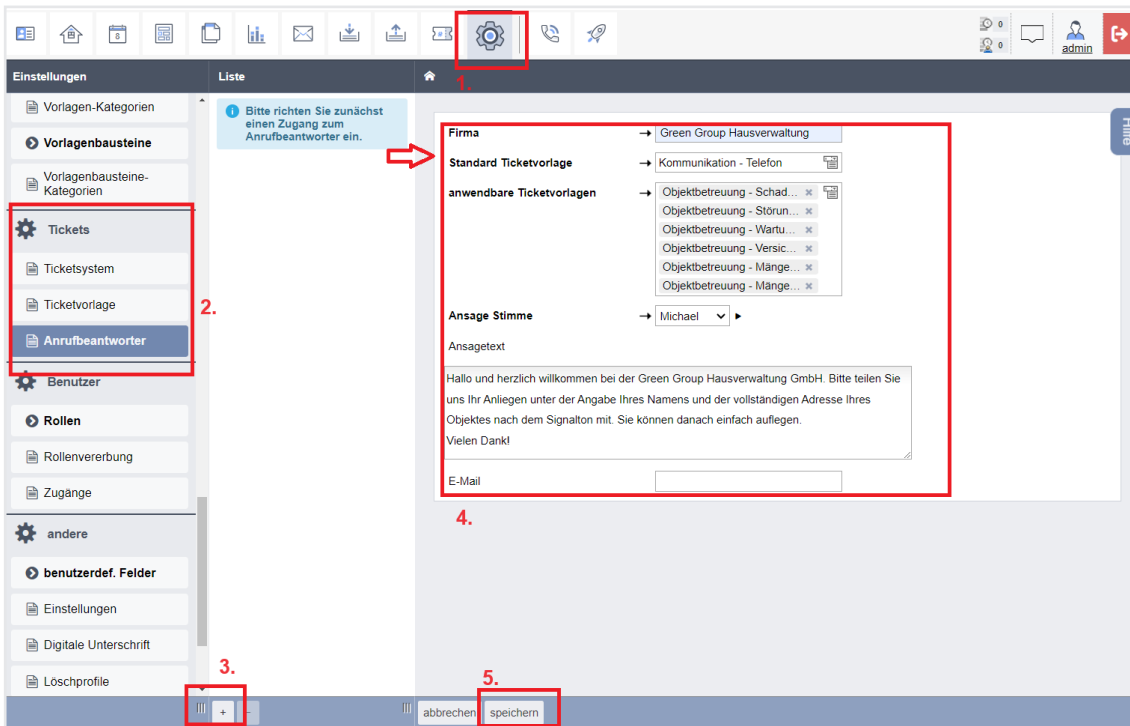 8
0
0
admin
1.
Einstellungen
Liste
Vorlagen-Kategorien
Vorlagenbausteine
Vorlagenbausteine-
Kategorien
Tickets
Ticketsystem
Ticketvorlage
Anrufbeantworter
2.
Benutzer
Rollen
Rollenvererbung
Zugänge
andere
benutzerdef. Felder
Einstellungen
Digitale Unterschrift
Löschprofile
Bitte richten Sie zunächst
einen Zugang zum
Anrufbeantworter ein.
3.
+
-
Hilfe
Firma
Green Group Hausverwaltung
Standard Ticketvorlage
Kommunikation - Telefon
anwendbare Ticketvorlagen
Objektbetreuung - Schad...
Objektbetreuung - Störun...
Objektbetreuung - Wartu...
Objektbetreuung - Versic...
Objektbetreuung - Mänge...
Objektbetreuung - Mänge...
Ansage Stimme
Michael
Ansagetext
Hallo und herzlich willkommen bei der Green Group Hausverwaltung GmbH. Bitte teilen Sie
uns Ihr Anliegen unter der Angabe Ihres Namens und der vollständigen Adresse Ihres
Objektes nach dem Signalton mit. Sie können danach einfach auflegen.
Vielen Dank!
E-Mail
4.
5.
abbrechen
speichern